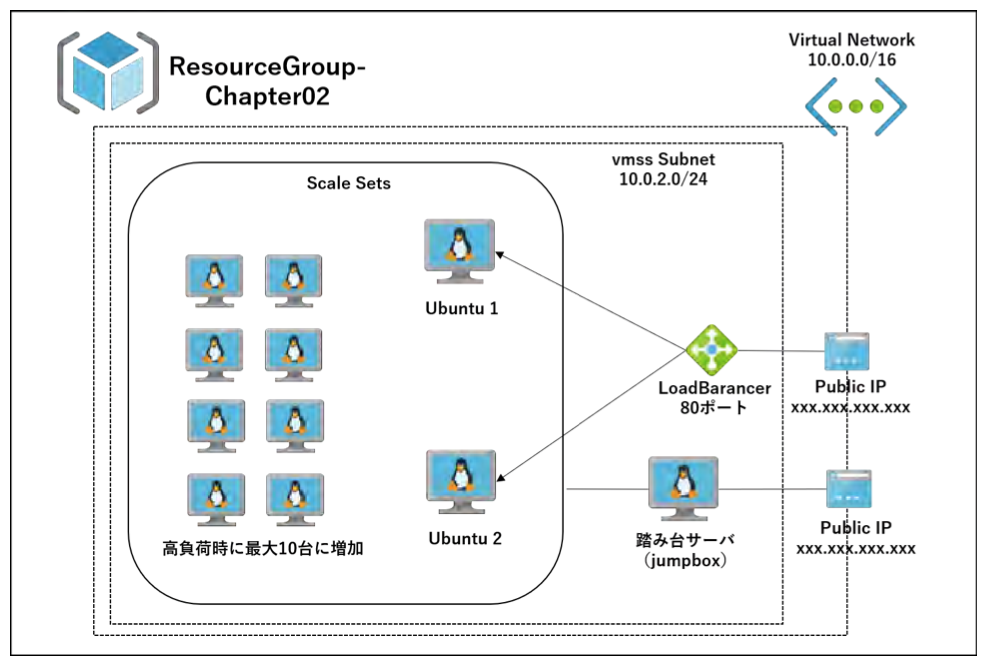 ResourceGroup-
Chapter02
Virtual Network
10.0.0.0/16
vmss Subnet
10.0.2.0/24
Scale Sets
Ubuntu 1
LoadBarancer
80ポート
Public IP
xxx.xxx.xxx.xxx
Ubuntu 2
高負荷時に最大10台に増加
踏み台サーバ
（jumpbox）
Public IP
xxx.xxx.xxx.xxx